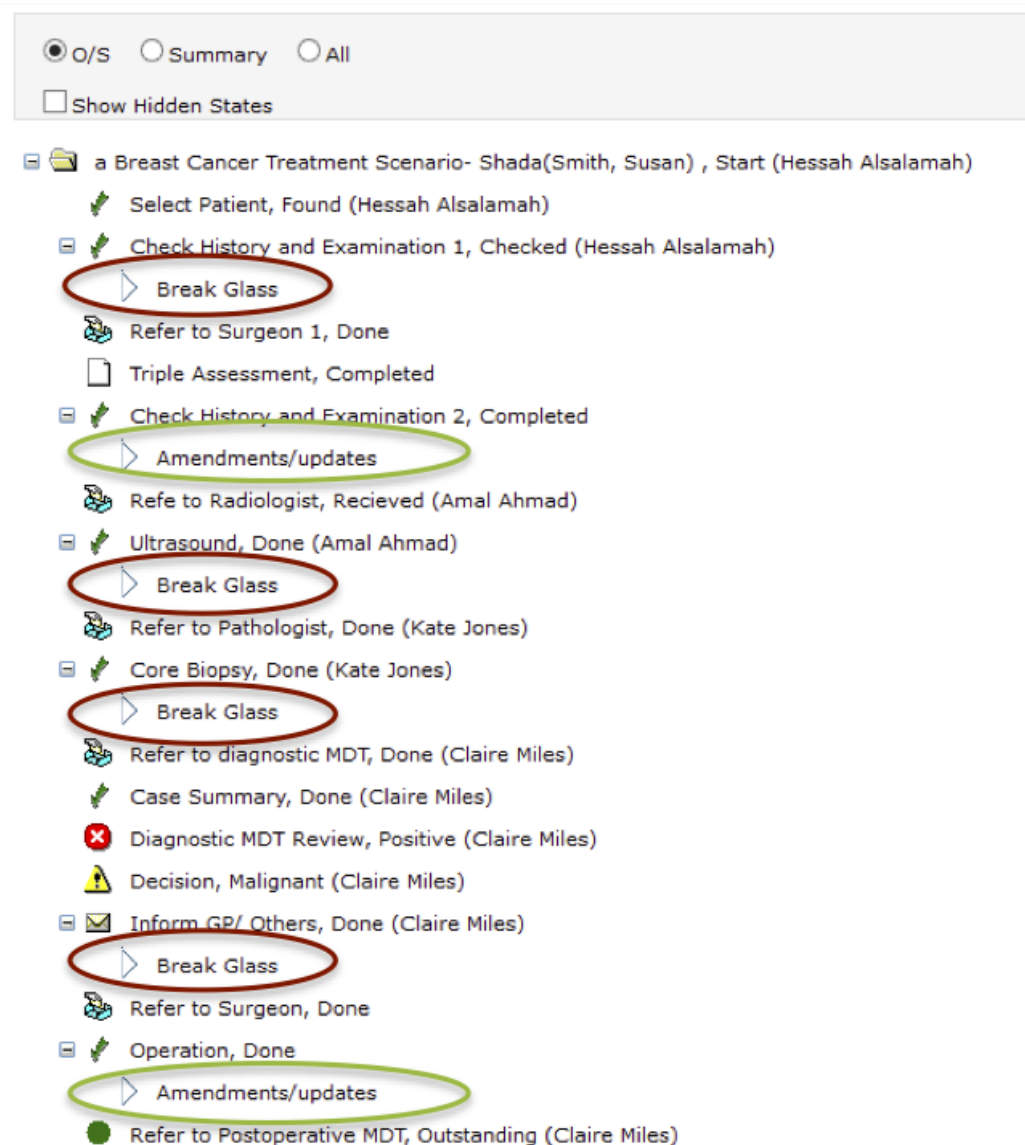 O/S Summary All
Show Hidden States
a Breast Cancer Treatment Scenario- Shada(Smith, Susan) , Start (Hessah Alsalamah)
Select Patient, Found (Hessah Alsalamah)
Check History and Examination 1, Checked (Hessah Alsalamah)
Break Glass
Refer to Surgeon 1, Done
Triple Assessment, Completed
Check History and Examination 2, Completed
Amendments/updates
Refe to Radiologist, Recieved (Amal Ahmad)
Ultrasound, Done (Amal Ahmad)
Break Glass
Refer to Pathologist, Done (Kate Jones)
Core Biopsy, Done (Kate Jones)
Break Glass
Refer to diagnostic MDT, Done (Claire Miles)
Case Summary, Done (Claire Miles)
Diagnostic MDT Review, Positive (Claire Miles)
Decision, Malignant (Claire Miles)
Inform GP/ Others, Done (Claire Miles)
Break Glass
Refer to Surgeon, Done
Operation, Done
Amendments/updates
Refer to Postoperative MDT, Outstanding (Claire Miles)